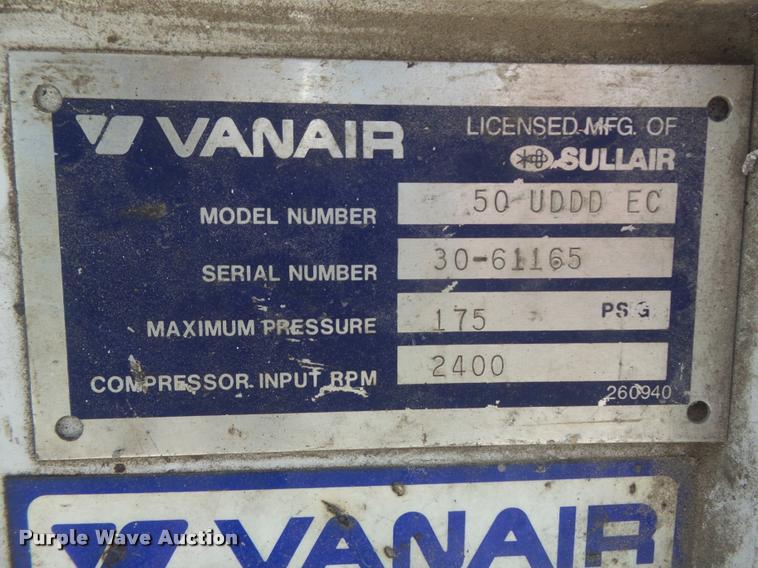 VANAIR LICENSED MFG. OF
SULLAIR
MODEL NUMBER 50 UDDD EC
SERIAL NUMBER 30-61165
MAXIMUM PRESSURE 175 PSIG
COMPRESSOR INPUT RPM 2400
260940
VANAIR
Purple Wave Auction